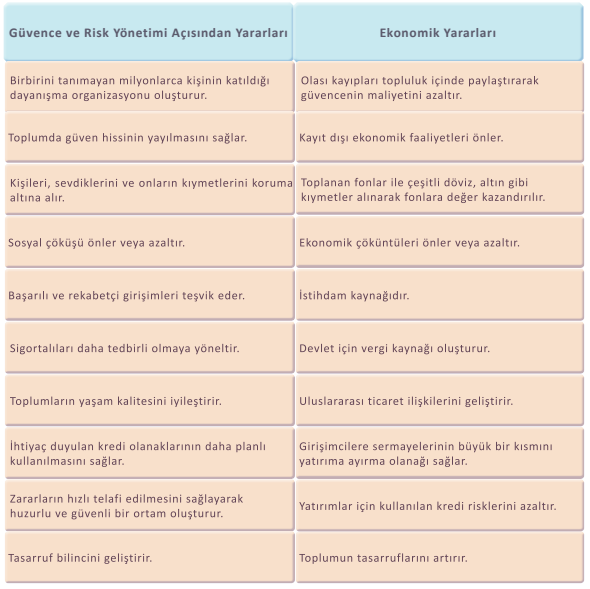 Güvence ve Risk Yönetimi Açısından Yararları
Ekonomik Yararları
Birbirini tanımayan milyonlarca kişinin katıldığı
dayanışma organizasyonu oluşturur.
Olası kayıpları topluluk içinde paylaştırarak
güvencenin maliyetini azaltır.
Toplumda güven hissinin yayılmasını sağlar.
Kayıt dışı ekonomik faaliyetleri önler.
Kişileri, sevdiklerini ve onların kıymetlerini koruma
altına alır.
Toplanan fonlar ile çeşitli döviz, altın gibi
kıymetler alınarak fonlara değer kazandırılır.
Sosyal çöküşü önler veya azaltır.
Ekonomik çöküntüleri önler veya azaltır.
Başarılı ve rekabetçi girişimleri teşvik eder.
İstihdam kaynağıdır.
Sigortalıları daha tedbirli olmaya yöneltir.
Devlet için vergi kaynağı oluşturur.
Toplumların yaşam kalitesini iyileştirir.
Uluslararası ticaret ilişkilerini geliştirir.
İhtiyaç duyulan kredi olanaklarının daha planlı
kullanılmasını sağlar.
Girişimcilere sermayelerinin büyük bir kısmını
yatırıma ayırma olanağı sağlar.
Zararların hızlı telafi edilmesini sağlayarak
huzurlu ve güvenli bir ortam oluşturur.
Yatırımlar için kullanılan kredi risklerini azaltır.
Tasarruf bilincini geliştirir.
Toplumun tasarruflarını artırır.